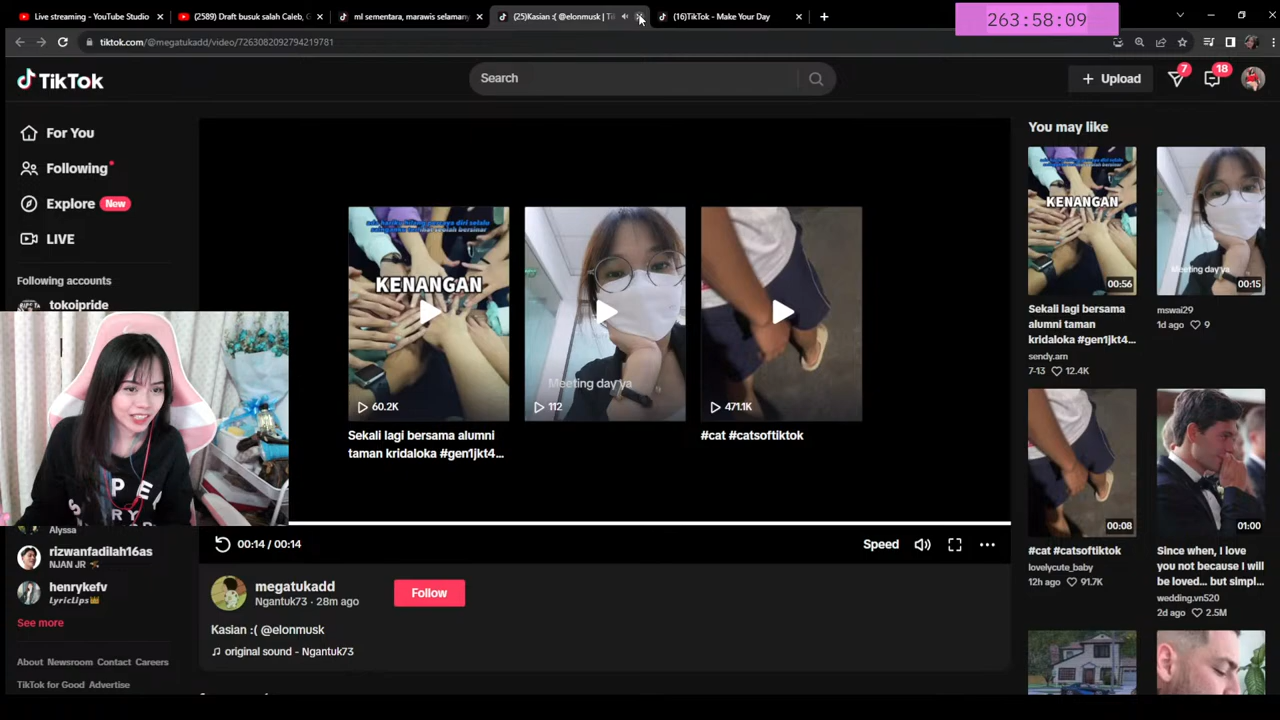 Live streaming - YouTube Studio
(2589) Draft busuk salah Caleb, G
ml sementara, marawis selaman
(25)Kasian :( @elonmusk | Ti
(16)TikTok - Make Your Day
263:58:09
tiktok.com/@megatukadd/video/7263082092794219781
TikTok
Search
Upload
7
18
For You
Following
Explore New
LIVE
Following accounts
tokoipride
Alyssa
rizwanfadilah16as
NJAN JR
henrykefv
LyricLips
See more
About Newsroom Contact Careers
TikTok for Good Advertise
KENANGAN
60.2K
Sekali lagi bersama alumni
taman kridaloka #gen1jkt4...
Meeting day ya
112
471.1K
#cat #catsoftiktok
00:14 / 00:14
Speed
megatukadd
Ngantuk73 · 28m ago
Follow
Kasian :( @elonmusk
original sound - Ngantuk73
You may like
KENANGAN
00:56
Sekali lagi bersama
alumni taman
kridaloka #gen1jkt4...
sendy.am
7-13 12.4K
Meeting day ya
00:15
mswai29
1d ago 9
00:08
#cat #catsoftiktok
lovelycute_baby
12h ago 91.7K
01:00
Since when, I love
you not because I will
be loved... but simpl...
wedding.vn520
2d ago 2.5M